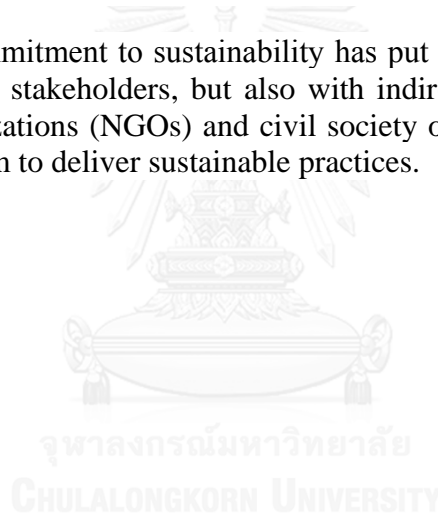 mitment to sustainability has put
stakeholders, but also with indir
zations (NGOs) and civil society o
n to deliver sustainable practices.
จุฬาลงกรณ์มหาวิทยาลัย
CHULALONGKORN UNIVERSITY